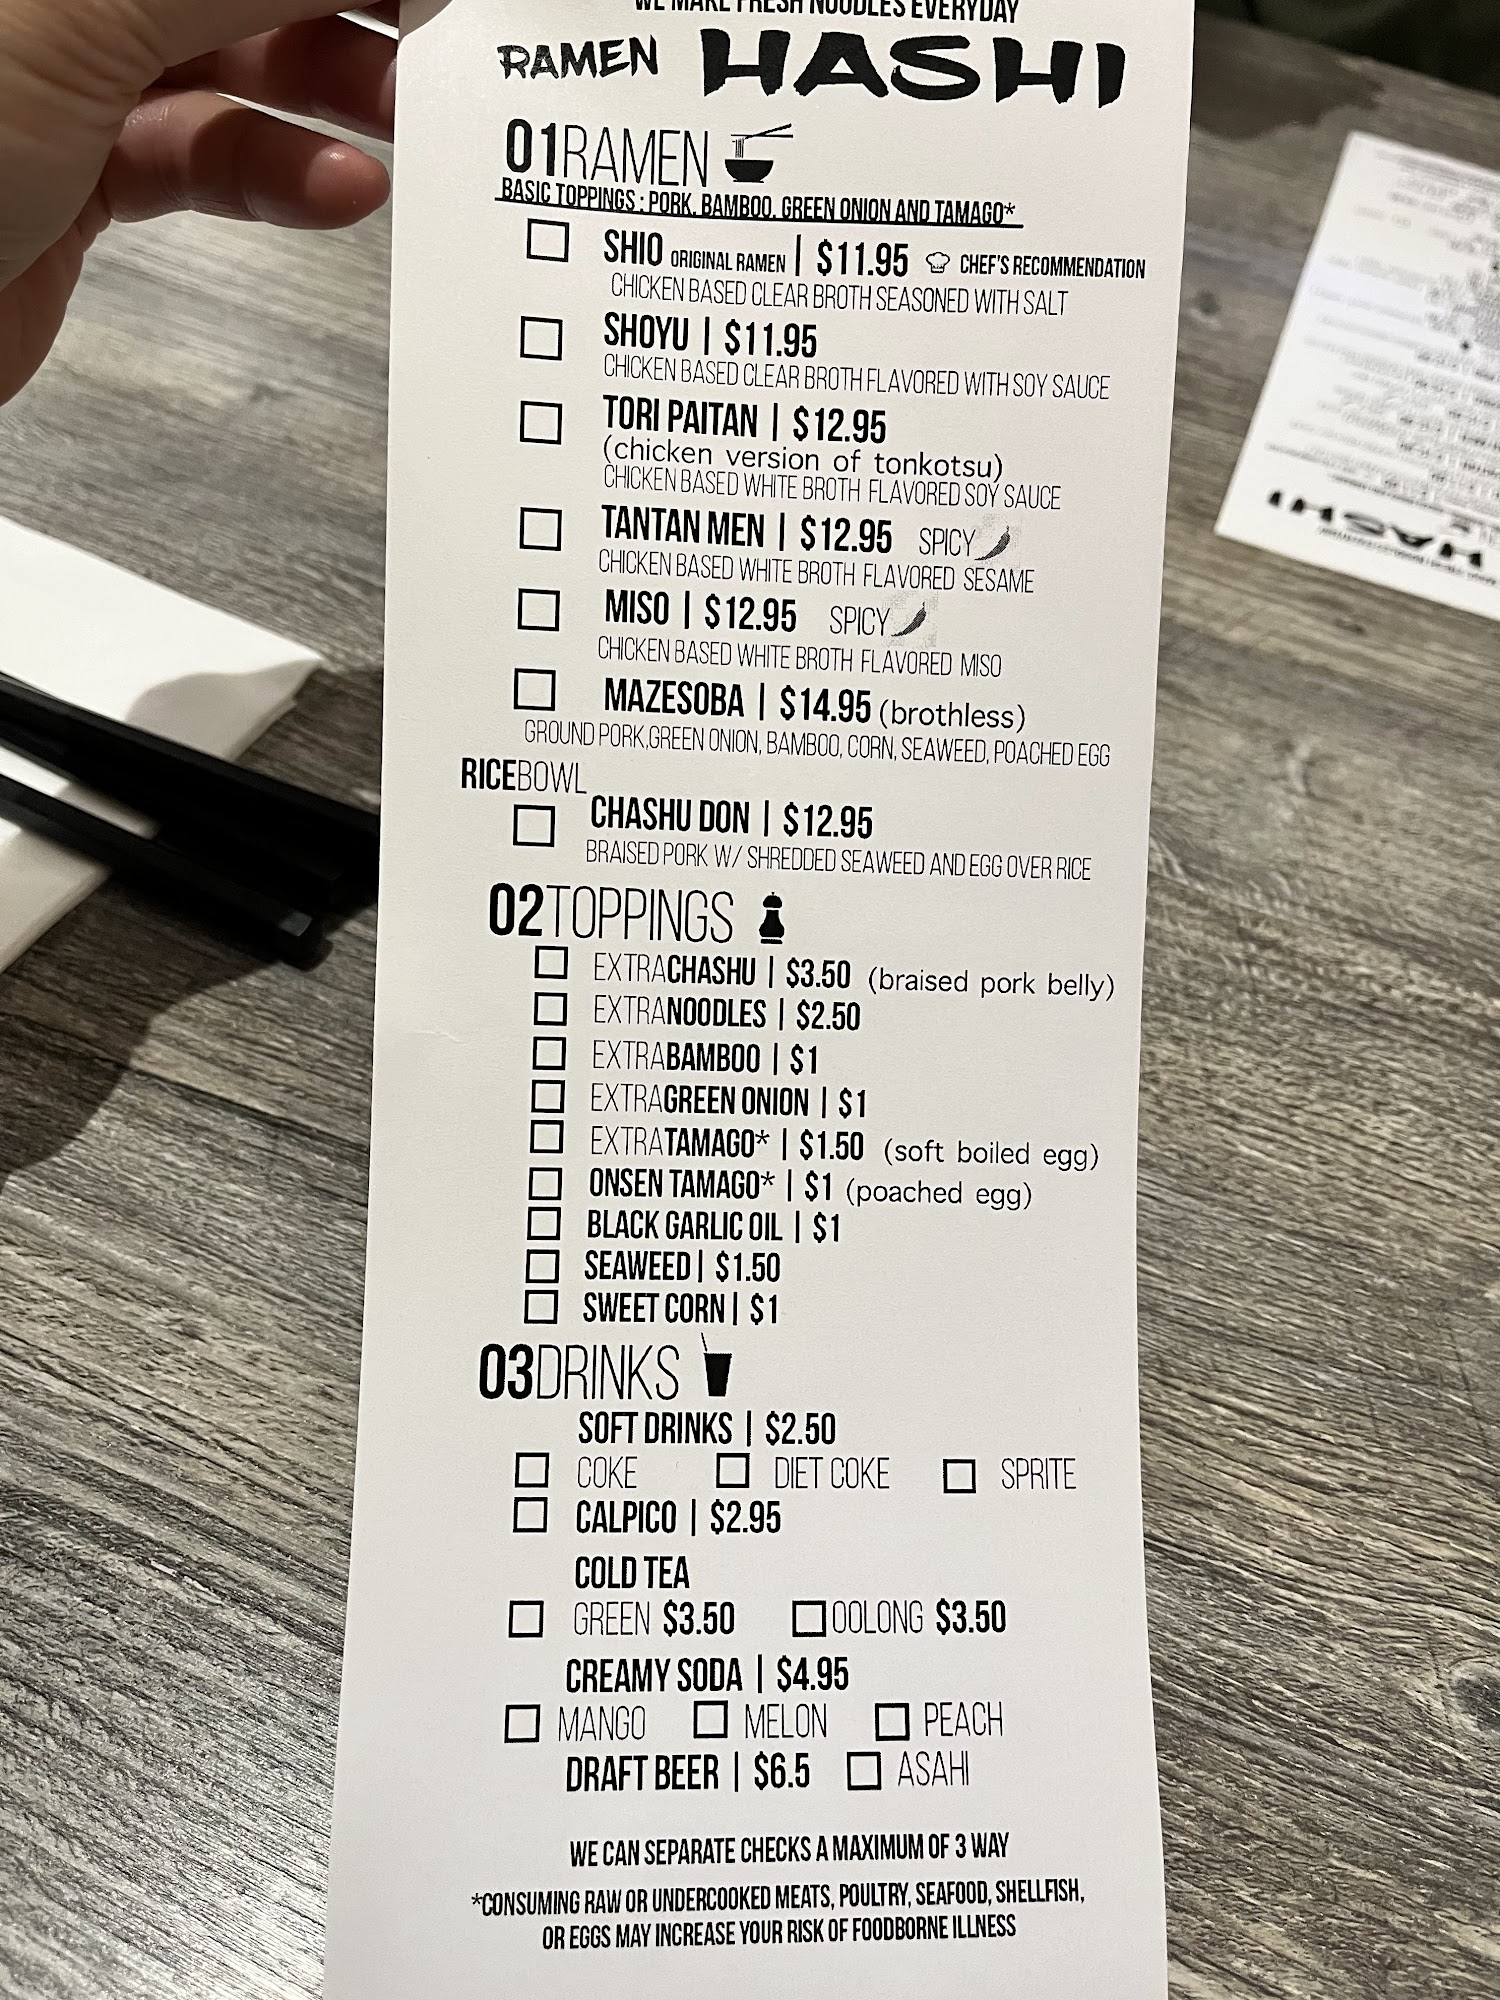 WE MAKE FRESH NOODLES EVERYDAY
RAMEN HASHI
01RAMEN
BASIC TOPPINGS : PORK, BAMBOO, GREEN ONION AND TAMAGO*
SHIO ORIGINAL RAMEN | $11.95 CHEF'S RECOMMENDATION
CHICKEN BASED CLEAR BROTH SEASONED WITH SALT
SHOYU | $11.95
CHICKEN BASED CLEAR BROTH FLAVORED WITH SOY SAUCE
TORI PAITAN | $12.95
(chicken version of tonkotsu)
CHICKEN BASED WHITE BROTH FLAVORED SOY SAUCE
TANTAN MEN | $12.95 SPICY
CHICKEN BASED WHITE BROTH FLAVORED SESAME
MISO | $12.95 SPICY
CHICKEN BASED WHITE BROTH FLAVORED MISO
MAZESOBA | $14.95 (brothless)
GROUND PORK,GREEN ONION, BAMBOO, CORN, SEAWEED, POACHED EGG
RICEBOWL
CHASHU DON | $12.95
BRAISED PORK W/ SHREDDED SEAWEED AND EGG OVER RICE
02TOPPINGS
EXTRACHASHU | $3.50 (braised pork belly)
EXTRANOODLES | $2.50
EXTRABAMBOO | $1
EXTRAGREEN ONION | $1
EXTRATAMAGO* | $1.50 (soft boiled egg)
ONSEN TAMAGO* | $1 (poached egg)
BLACK GARLIC OIL | $1
SEAWEED | $1.50
SWEET CORN | $1
03DRINKS
SOFT DRINKS | $2.50
COKE DIET COKE SPRITE
CALPICO | $2.95
COLD TEA
GREEN $3.50 OOLONG $3.50
CREAMY SODA | $4.95
MANGO MELON PEACH
DRAFT BEER | $6.5 ASAHI
WE CAN SEPARATE CHECKS A MAXIMUM OF 3 WAY
*CONSUMING RAW OR UNDERCOOKED MEATS, POULTRY, SEAFOOD, SHELLFISH,
OR EGGS MAY INCREASE YOUR RISK OF FOODBORNE ILLNESS
HASHI